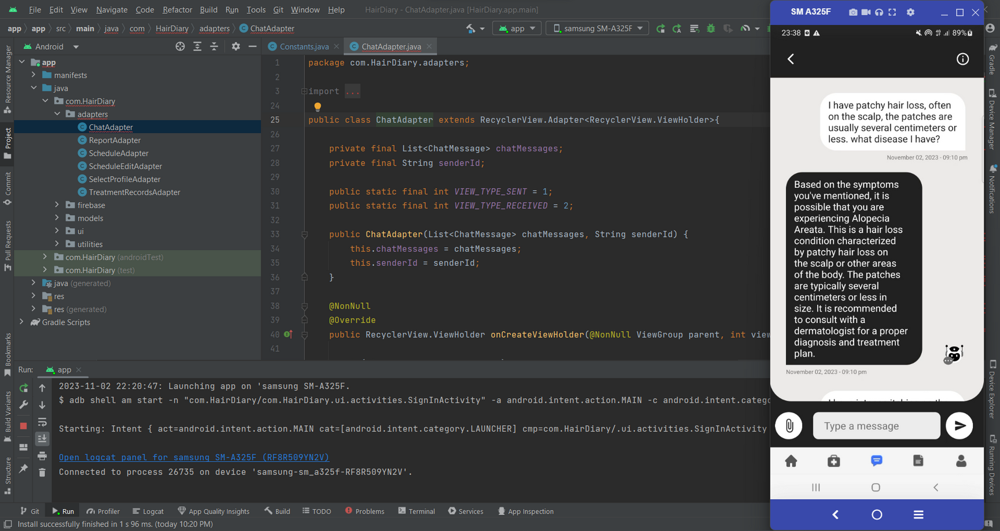 File Edit View Navigate Code Refactor Build Run Tools Git Window Help HairDiary - ChatAdapter.java [HairDiary.app.main]
app app src main java com HairDiary adapters ChatAdapter
app samsung SM-A325F
Android
Constants.java ChatAdapter.java
Resource Manager
Project
Commit
Pull Requests
Bookmarks
Build Variants
Structure
app
manifests
java
com.HairDiary
adapters
ChatAdapter
ReportAdapter
ScheduleAdapter
ScheduleEditAdapter
SelectProfileAdapter
TreatmentRecordsAdapter
firebase
models
ui
utilities
com.HairDiary (androidTest)
com.HairDiary (test)
java (generated)
res
res (generated)
Gradle Scripts
1 package com.HairDiary.adapters;
2
3 import ...
24
25 public class ChatAdapter extends RecyclerView.Adapter<RecyclerView.ViewHolder>{
26
27 private final List<ChatMessage> chatMessages;
28 private final String senderId;
29
30 public static final int VIEW_TYPE_SENT = 1;
31 public static final int VIEW_TYPE_RECEIVED = 2;
32
33 public ChatAdapter(List<ChatMessage> chatMessages, String senderId) {
34 this.chatMessages = chatMessages;
35 this.senderId = senderId;
36 }
37
38 @NonNull
39 @Override
40 public RecyclerView.ViewHolder onCreateViewHolder(@NonNull ViewGroup parent, int view
41
Run: app
2023-11-02 22:20:47: Launching app on 'samsung SM-A325F.
$ adb shell am start -n "com.HairDiary/com.HairDiary.ui.activities.SignInActivity" -a android.intent.action.MAIN -c android.intent.catego
Starting: Intent { act=android.intent.action.MAIN cat=[android.intent.category.LAUNCHER] cmp=com.HairDiary/.ui.activities.SignInActivity
Open logcat panel for samsung SM-A325F (RF8R509YN2V)
Connected to process 26735 on device 'samsung-sm_a325f-RF8R509YN2V'.
Git Run Profiler Logcat App Quality Insights Build TODO Problems Terminal Services App Inspection
Install successfully finished in 1 s 96 ms. (today 10:20 PM)
SM A325F
23:38 89%
I have patchy hair loss, often
on the scalp, the patches are
usually several centimeters or
less. what disease I have?
November 02, 2023 - 09:10 pm
Based on the symptoms
you've mentioned, it is
possible that you are
experiencing Alopecia
Areata. This is a hair loss
condition characterized
by patchy hair loss on
the scalp or other areas
of the body. The patches
are typically several
centimeters or less in
size. It is recommended
to consult with a
dermatologist for a proper
diagnosis and treatment
plan.
November 02, 2023 - 09:10 pm
Type a message
Gradle
Device Manager
Notifications
Device Explorer
Running Devices